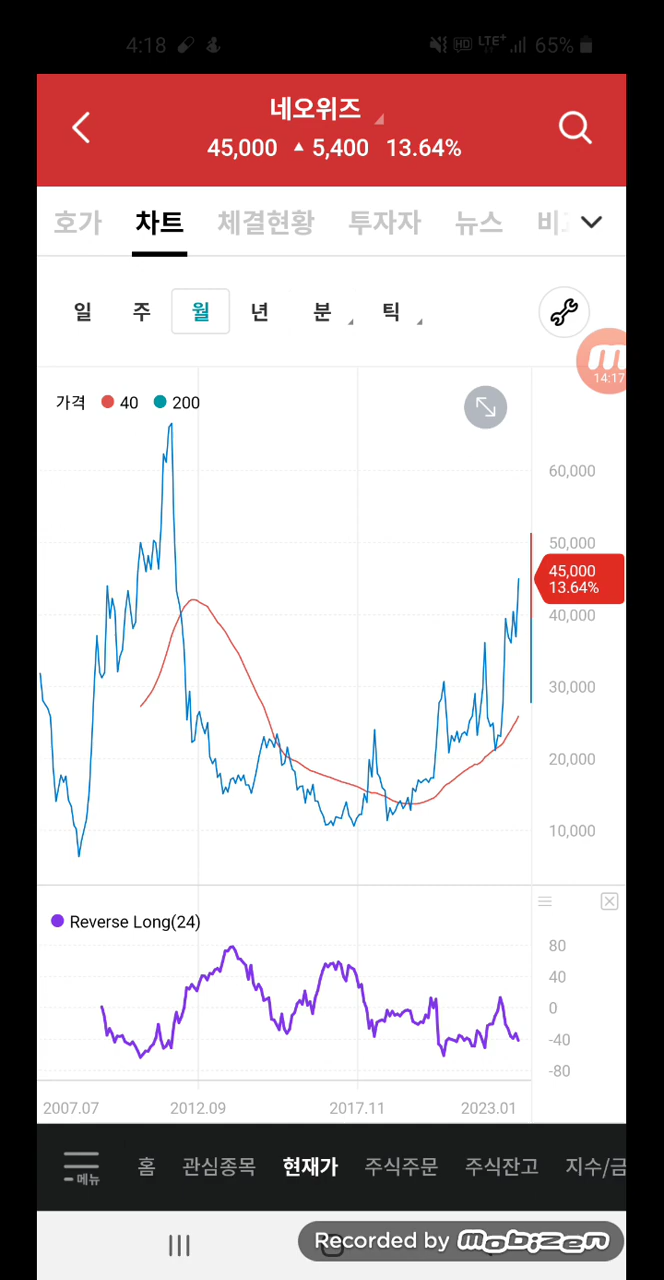 4:18 HD LTE+ 65%
네오위즈
45,000 ▲ 5,400 13.64%
호가 차트 체결현황 투자자 뉴스
일 주 월 년 분 틱
14:17
가격 40 200
60,000
50,000
45,000
13.64%
40,000
30,000
20,000
10,000
Reverse Long(24)
80
40
0
-40
-80
2007.07 2012.09 2017.11 2023.01
메뉴 홈 관심종목 현재가 주식주문 주식잔고 지수/금
Recorded by mobizen